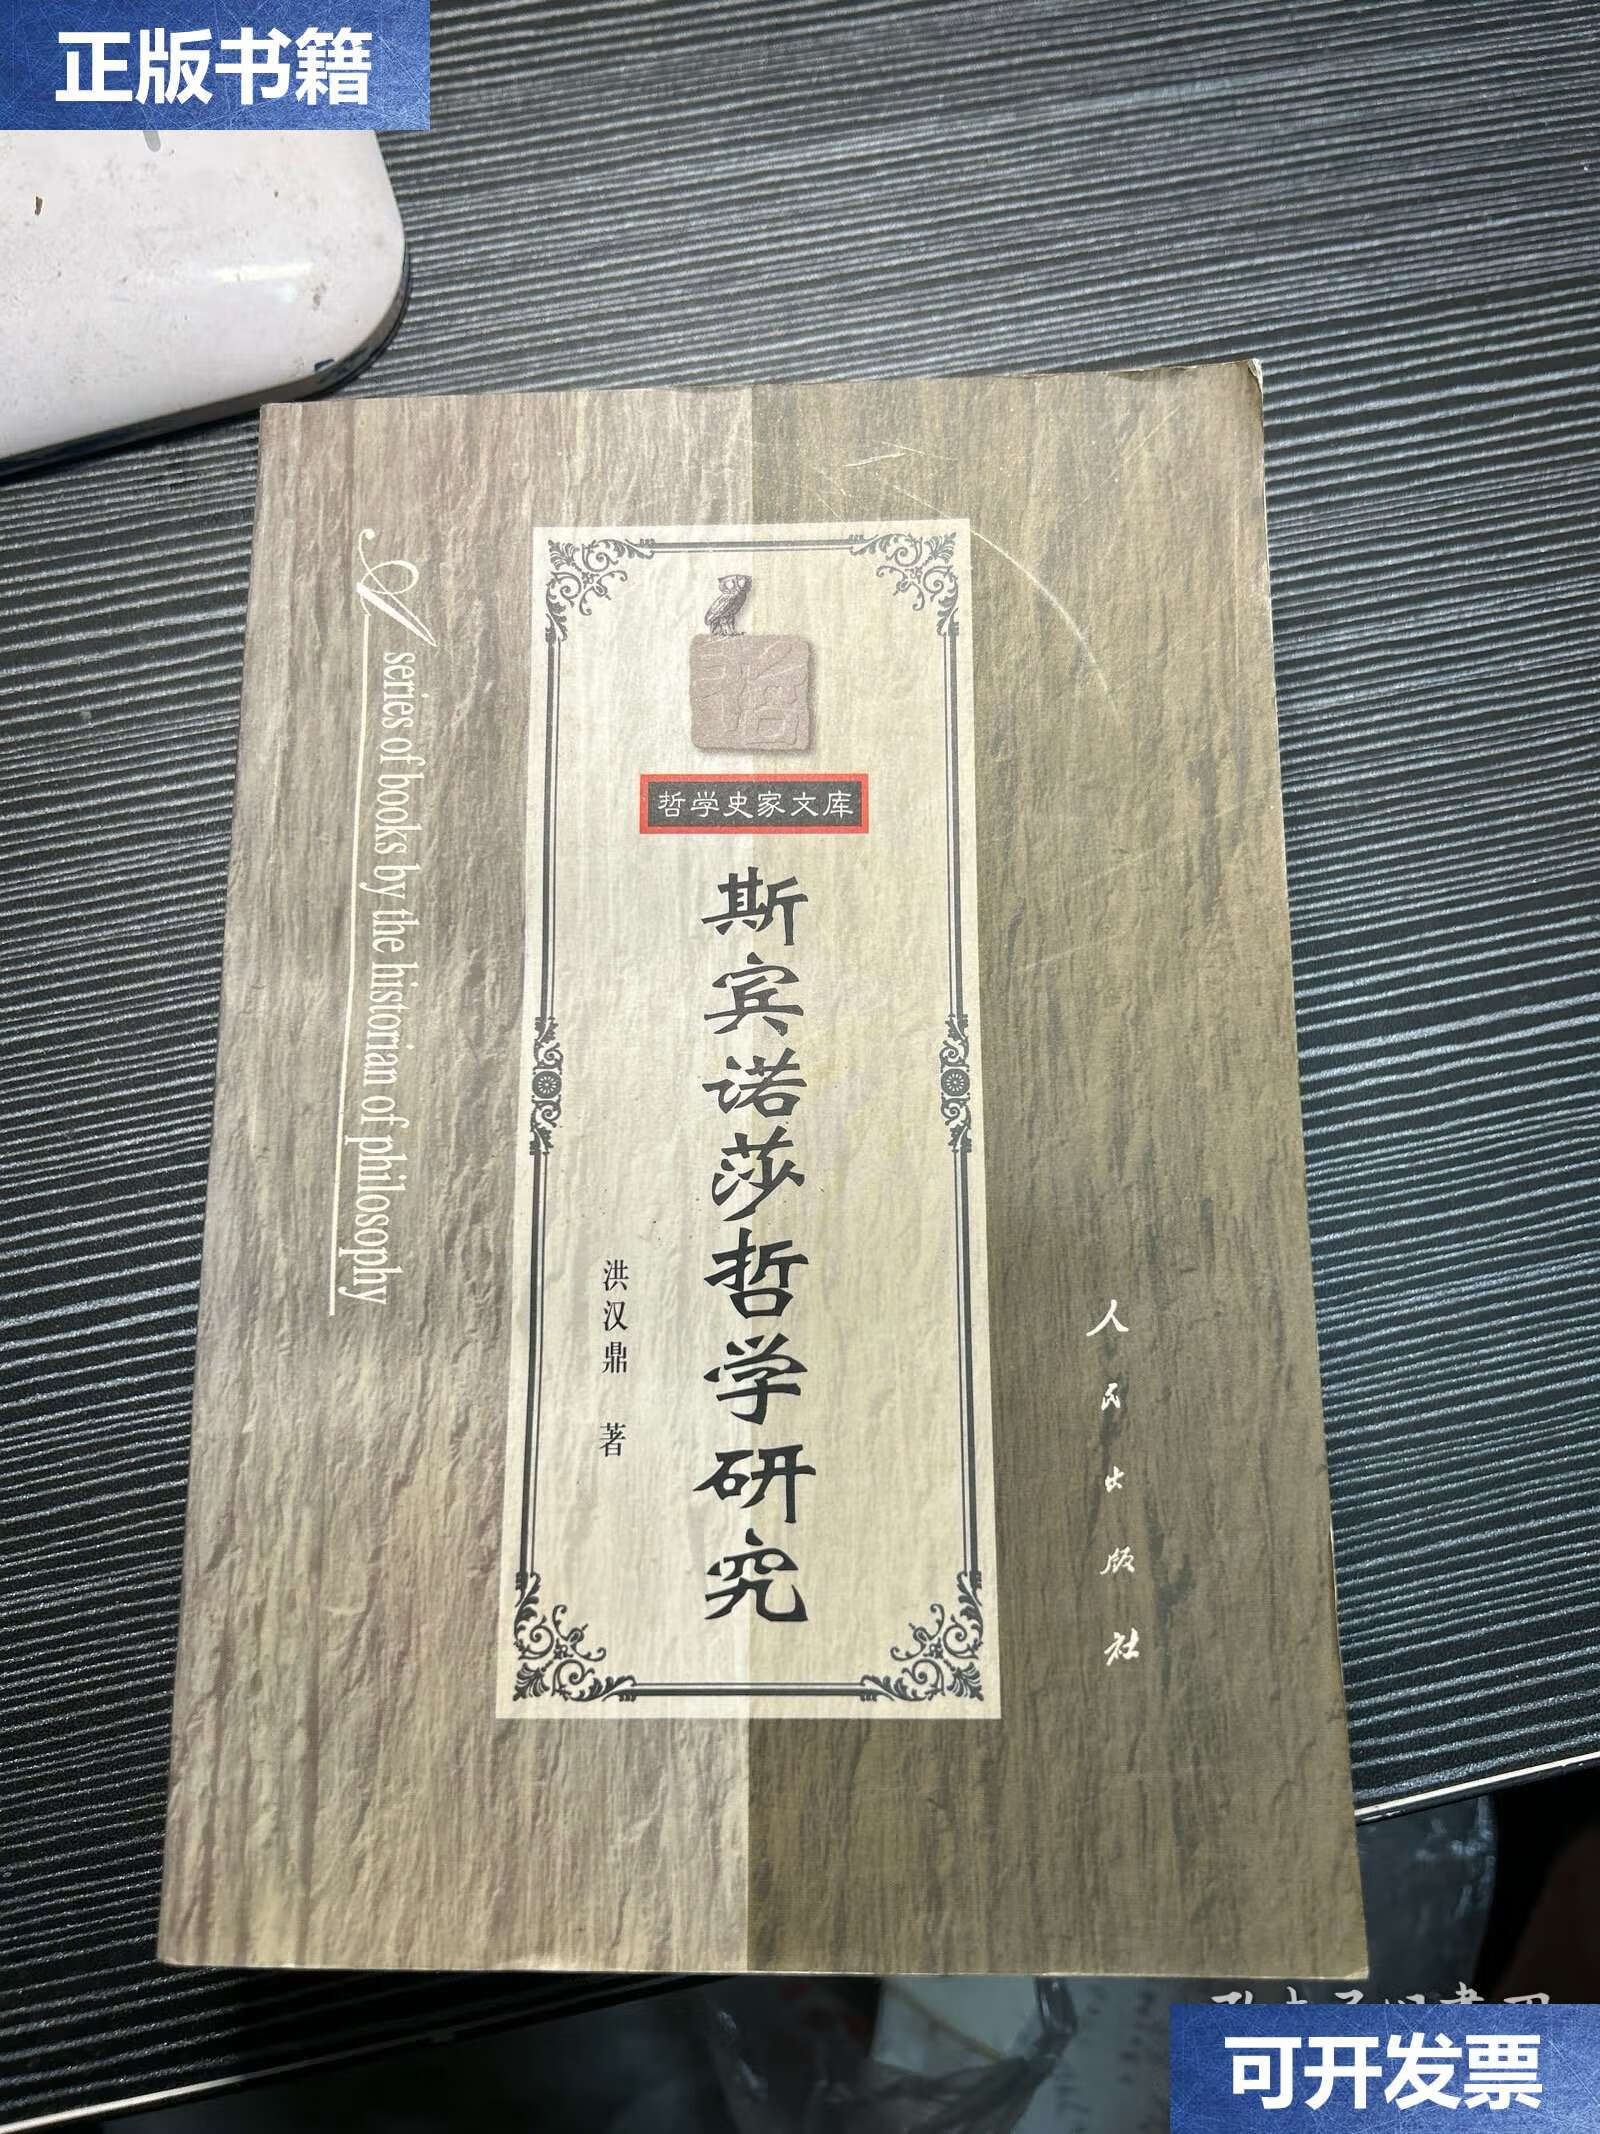 正版书籍
哲
哲学史家文库
斯宾诺莎哲学研究
洪汉鼎 著
A series of books by the historian of philosophy
人民出版社
可开发票